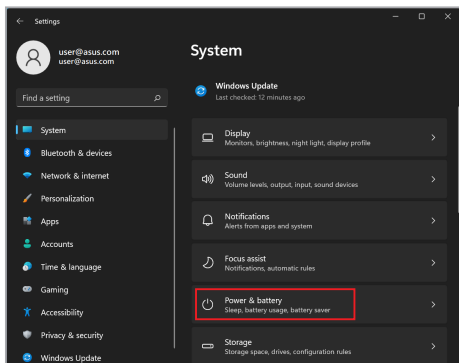 Settings
user@asus.com
user@asus.com
Find a setting
System
Bluetooth & devices
Network & internet
Personalization
Apps
Accounts
Time & language
Gaming
Accessibility
Privacy & security
Windows Update
System
Windows Update
Last checked: 12 minutes ago
Display
Monitors, brightness, night light, display profile
Sound
Volume levels, output, input, sound devices
Notifications
Alerts from apps and system
Focus assist
Notifications, automatic rules
Power & battery
Sleep, battery usage, battery saver
Storage
Storage space, drives, configuration rules